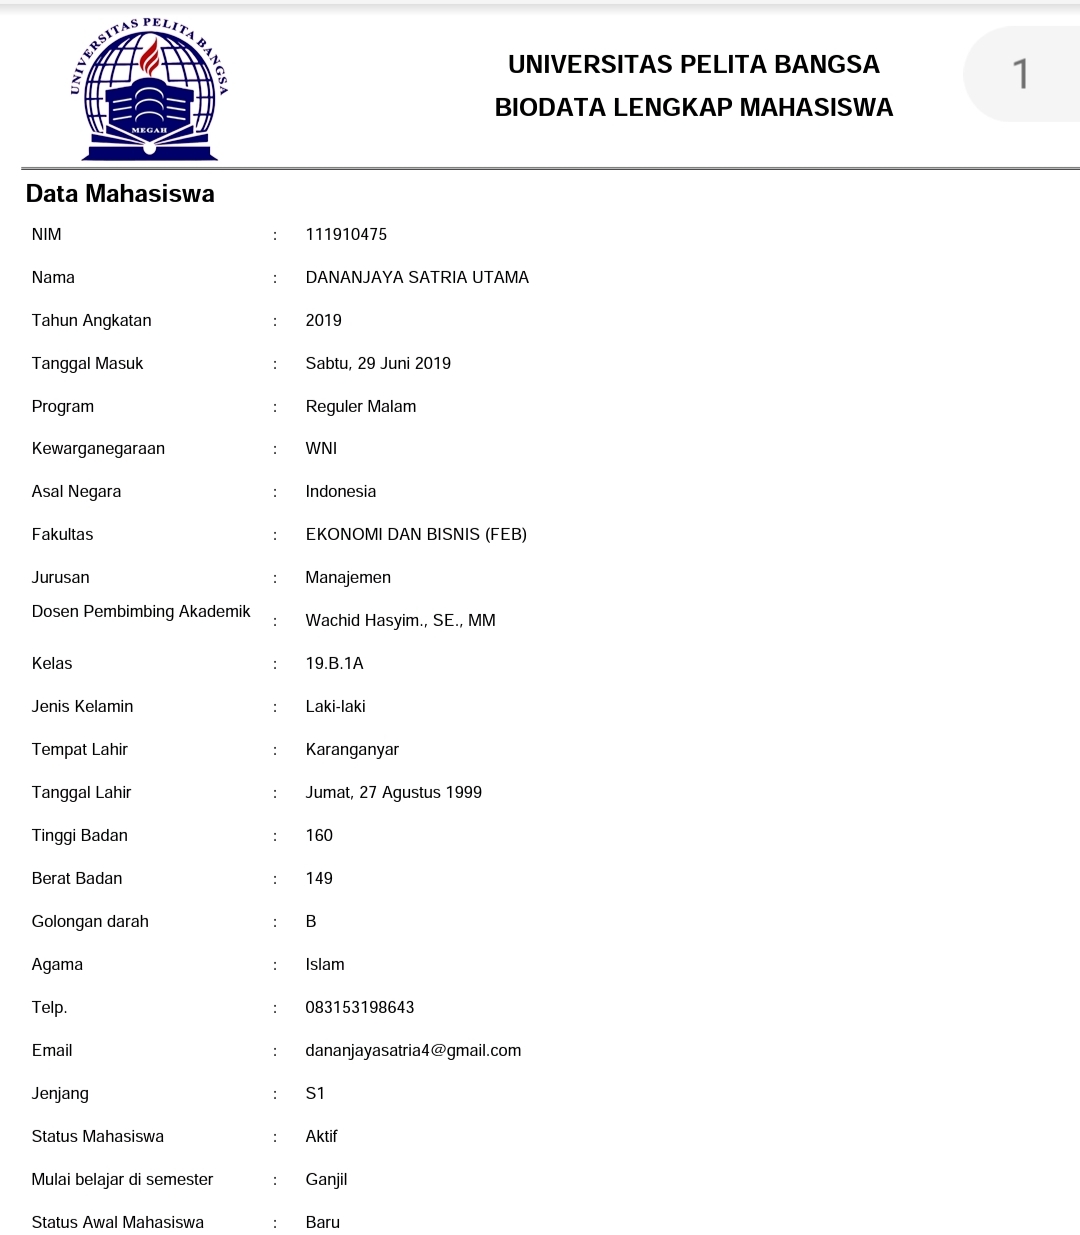 UNIVERSITAS PELITA BANGSA
MEGAH
UNIVERSITAS PELITA BANGSA
BIODATA LENGKAP MAHASISWA
1
Data Mahasiswa
NIM : 111910475
Nama : DANANJAYA SATRIA UTAMA
Tahun Angkatan : 2019
Tanggal Masuk : Sabtu, 29 Juni 2019
Program : Reguler Malam
Kewarganegaraan : WNI
Asal Negara : Indonesia
Fakultas : EKONOMI DAN BISNIS (FEB)
Jurusan : Manajemen
Dosen Pembimbing Akademik : Wachid Hasyim., SE., MM
Kelas : 19.B.1A
Jenis Kelamin : Laki-laki
Tempat Lahir : Karanganyar
Tanggal Lahir : Jumat, 27 Agustus 1999
Tinggi Badan : 160
Berat Badan : 149
Golongan darah : B
Agama : Islam
Telp. : 083153198643
Email : dananjayasatria4@gmail.com
Jenjang : S1
Status Mahasiswa : Aktif
Mulai belajar di semester : Ganjil
Status Awal Mahasiswa : Baru